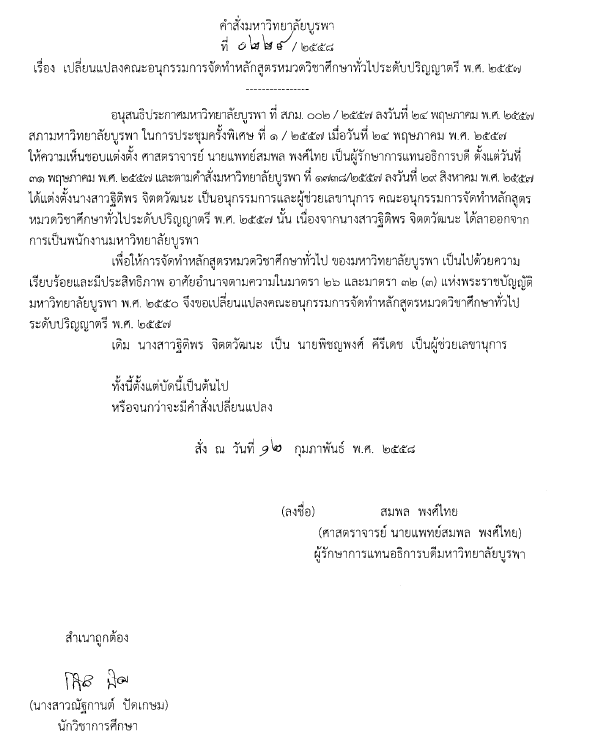 คำสั่งมหาวิทยาลัยบูรพา
ที่ ๐๒๒๘ / ๒๕๕๘
เรื่อง เปลี่ยนแปลงคณะอนุกรรมการจัดทำหลักสูตรหมวดวิชาศึกษาทั่วไประดับปริญญาตรี พ.ศ. ๒๕๕๗
----------------
อนุสนธิประกาศมหาวิทยาลัยบูรพา ที่ สภม. ๐๐๒ / ๒๕๕๗ ลงวันที่ ๒๔ พฤษภาคม พ.ศ. ๒๕๕๗
สภามหาวิทยาลัยบูรพา ในการประชุมครั้งพิเศษ ที่ ๑ / ๒๕๕๗ เมื่อวันที่ ๒๔ พฤษภาคม พ.ศ. ๒๕๕๗
ให้ความเห็นชอบแต่งตั้ง ศาสตราจารย์ นายแพทย์สมพล พงศ์ไทย เป็นผู้รักษาการแทนอธิการบดี ตั้งแต่วันที่
๓๑ พฤษภาคม พ.ศ. ๒๕๕๗ และตามคำสั่งมหาวิทยาลัยบูรพา ที่ ๑๗๓๘/๒๕๕๗ ลงวันที่ ๒๙ สิงหาคม พ.ศ. ๒๕๕๗
ได้แต่งตั้งนางสาวฐิติพร จิตตวัฒนะ เป็นอนุกรรมการและผู้ช่วยเลขานุการ คณะอนุกรรมการจัดทำหลักสูตร
หมวดวิชาศึกษาทั่วไประดับปริญญาตรี พ.ศ. ๒๕๕๗ นั้น เนื่องจากนางสาวฐิติพร จิตตวัฒนะ ได้ลาออกจาก
การเป็นพนักงานมหาวิทยาลัยบูรพา
เพื่อให้การจัดทำหลักสูตรหมวดวิชาศึกษาทั่วไป ของมหาวิทยาลัยบูรพา เป็นไปด้วยความ
เรียบร้อยและมีประสิทธิภาพ อาศัยอำนาจตามความในมาตรา ๒๖ และมาตรา ๓๒ (๓) แห่งพระราชบัญญัติ
มหาวิทยาลัยบูรพา พ.ศ. ๒๕๕๐ จึงขอเปลี่ยนแปลงคณะอนุกรรมการจัดทำหลักสูตรหมวดวิชาศึกษาทั่วไป
ระดับปริญญาตรี พ.ศ. ๒๕๕๗
เดิม นางสาวฐิติพร จิตตวัฒนะ เป็น นายพิชญพงศ์ คีรีเดช เป็นผู้ช่วยเลขานุการ
ทั้งนี้ตั้งแต่บัดนี้เป็นต้นไป
หรือจนกว่าจะมีคำสั่งเปลี่ยนแปลง
สั่ง ณ วันที่ ๑๒ กุมภาพันธ์ พ.ศ. ๒๕๕๘
(ลงชื่อ) สมพล พงศ์ไทย
(ศาสตราจารย์ นายแพทย์สมพล พงศ์ไทย)
ผู้รักษาการแทนอธิการบดีมหาวิทยาลัยบูรพา
สำเนาถูกต้อง
(นางสาวณัฐกานต์ ปัดเกษม)
นักวิชาการศึกษา